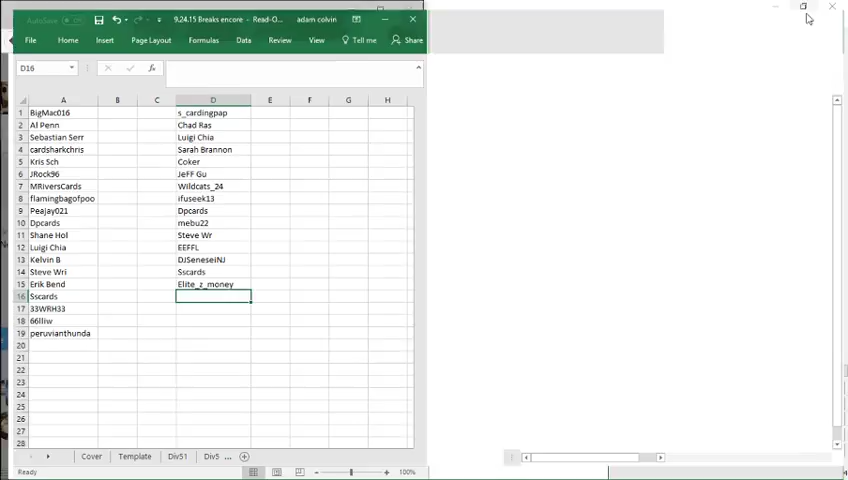 AutoSave
9.24.15 Breaks encore - Read-O... adam colvin
File Home Insert Page Layout Formulas Data Review View Tell me Share
D16 fx
A B C D E F G H
1 BigMac016 s_cardingpap
2 Al Penn Chad Ras
3 Sebastian Serr Luigi Chia
4 cardsharkchris Sarah Brannon
5 Kris Sch Coker
6 JRock96 JeFF Gu
7 MRiversCards Wildcats_24
8 flamingbagofpoo ifuseek13
9 Peajay021 Dpcards
10 Dpcards mebu22
11 Shane Hol Steve Wr
12 Luigi Chia EEFFL
13 Kelvin B DJSeneseiNJ
14 Steve Wri Sscards
15 Erik Bend Elite_z_money
16 Sscards
17 33WRH33
18 66lliw
19 peruvianthunda
20
21
22
23
24
25
26
27
28
Cover Template Div51 Div5 ...
Ready 100%